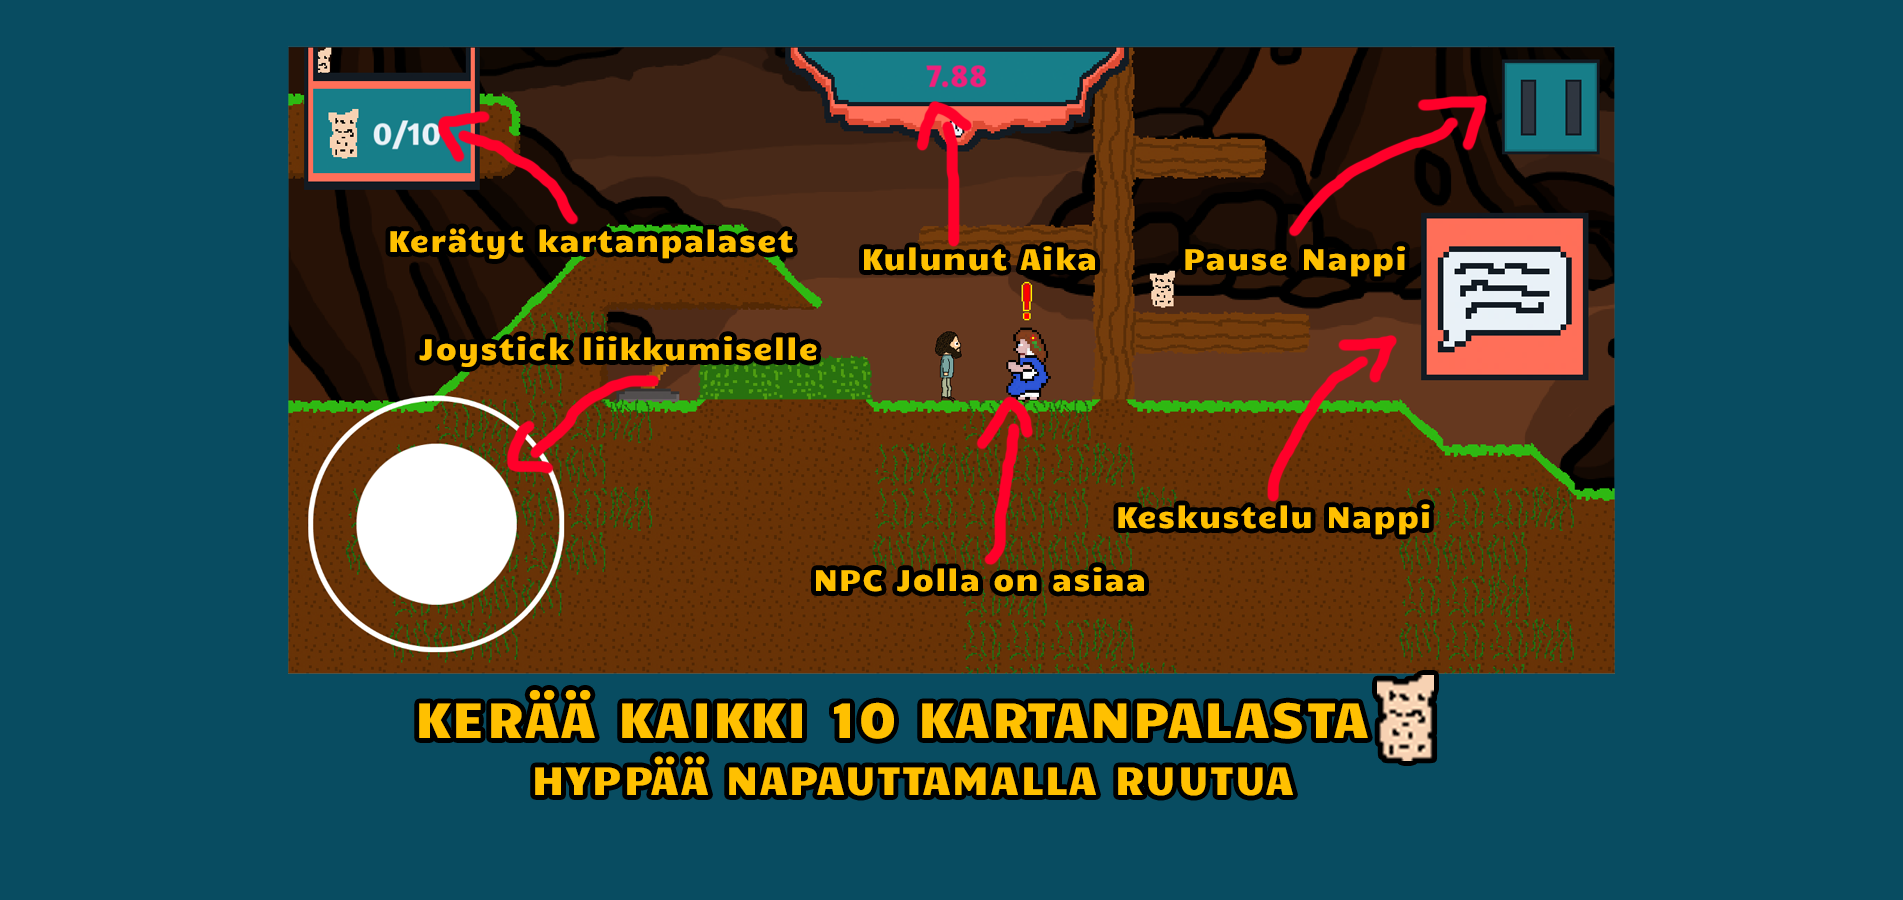 7.88
0/10
Kerätyt kartanpalaset
Kulunut Aika
Pause Nappi
!
Joystick liikkumiselle
Keskustelu Nappi
NPC Jolla on asiaa
KERÄÄ KAIKKI 10 KARTANPALASTA
HYPPÄÄ NAPAUTTAMALLA RUUTUA